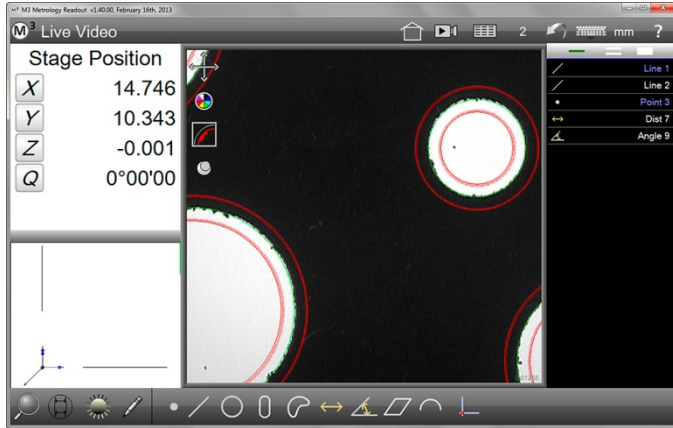 M³ M3 Metrology Readout v1.40.00, February 16th, 2013
M³ Live Video
2
mm
?
Stage Position
X 14.746
Y 10.343
Z -0.001
Q 0°00'00
Line 1
Line 2
Point 3
Dist 7
Angle 9